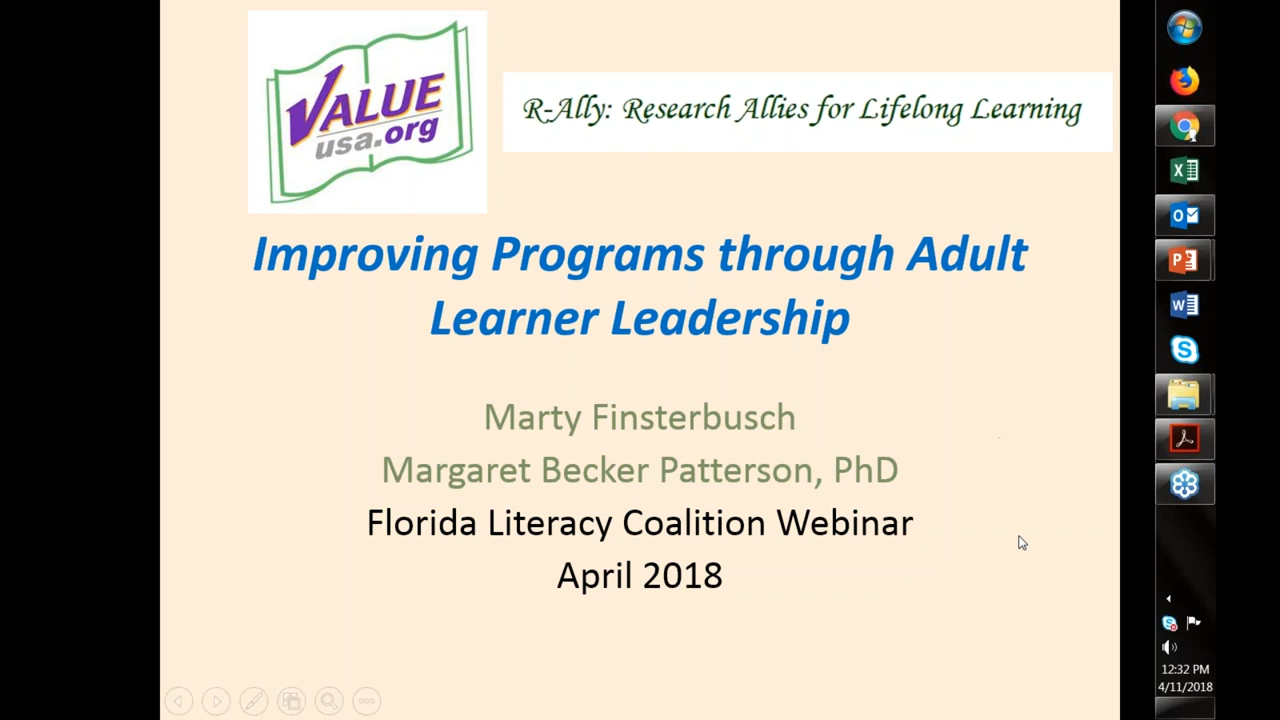 VALUE
usa.org
R-Ally: Research Allies for Lifelong Learning
Improving Programs through Adult
Learner Leadership
Marty Finsterbusch
Margaret Becker Patterson, PhD
Florida Literacy Coalition Webinar
April 2018
12:32 PM
4/11/2018